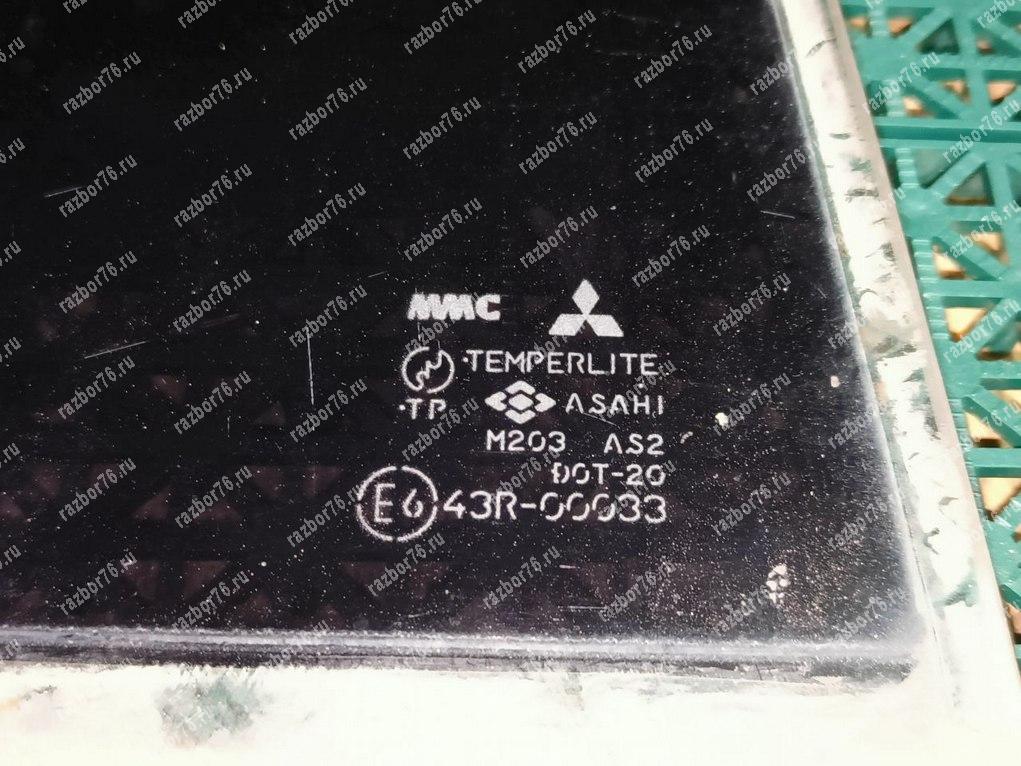 MMC
TEMPERLITE
TP ASAHI
M203 AS2
DOT-20
E6 43R-00033
razbor76.ru